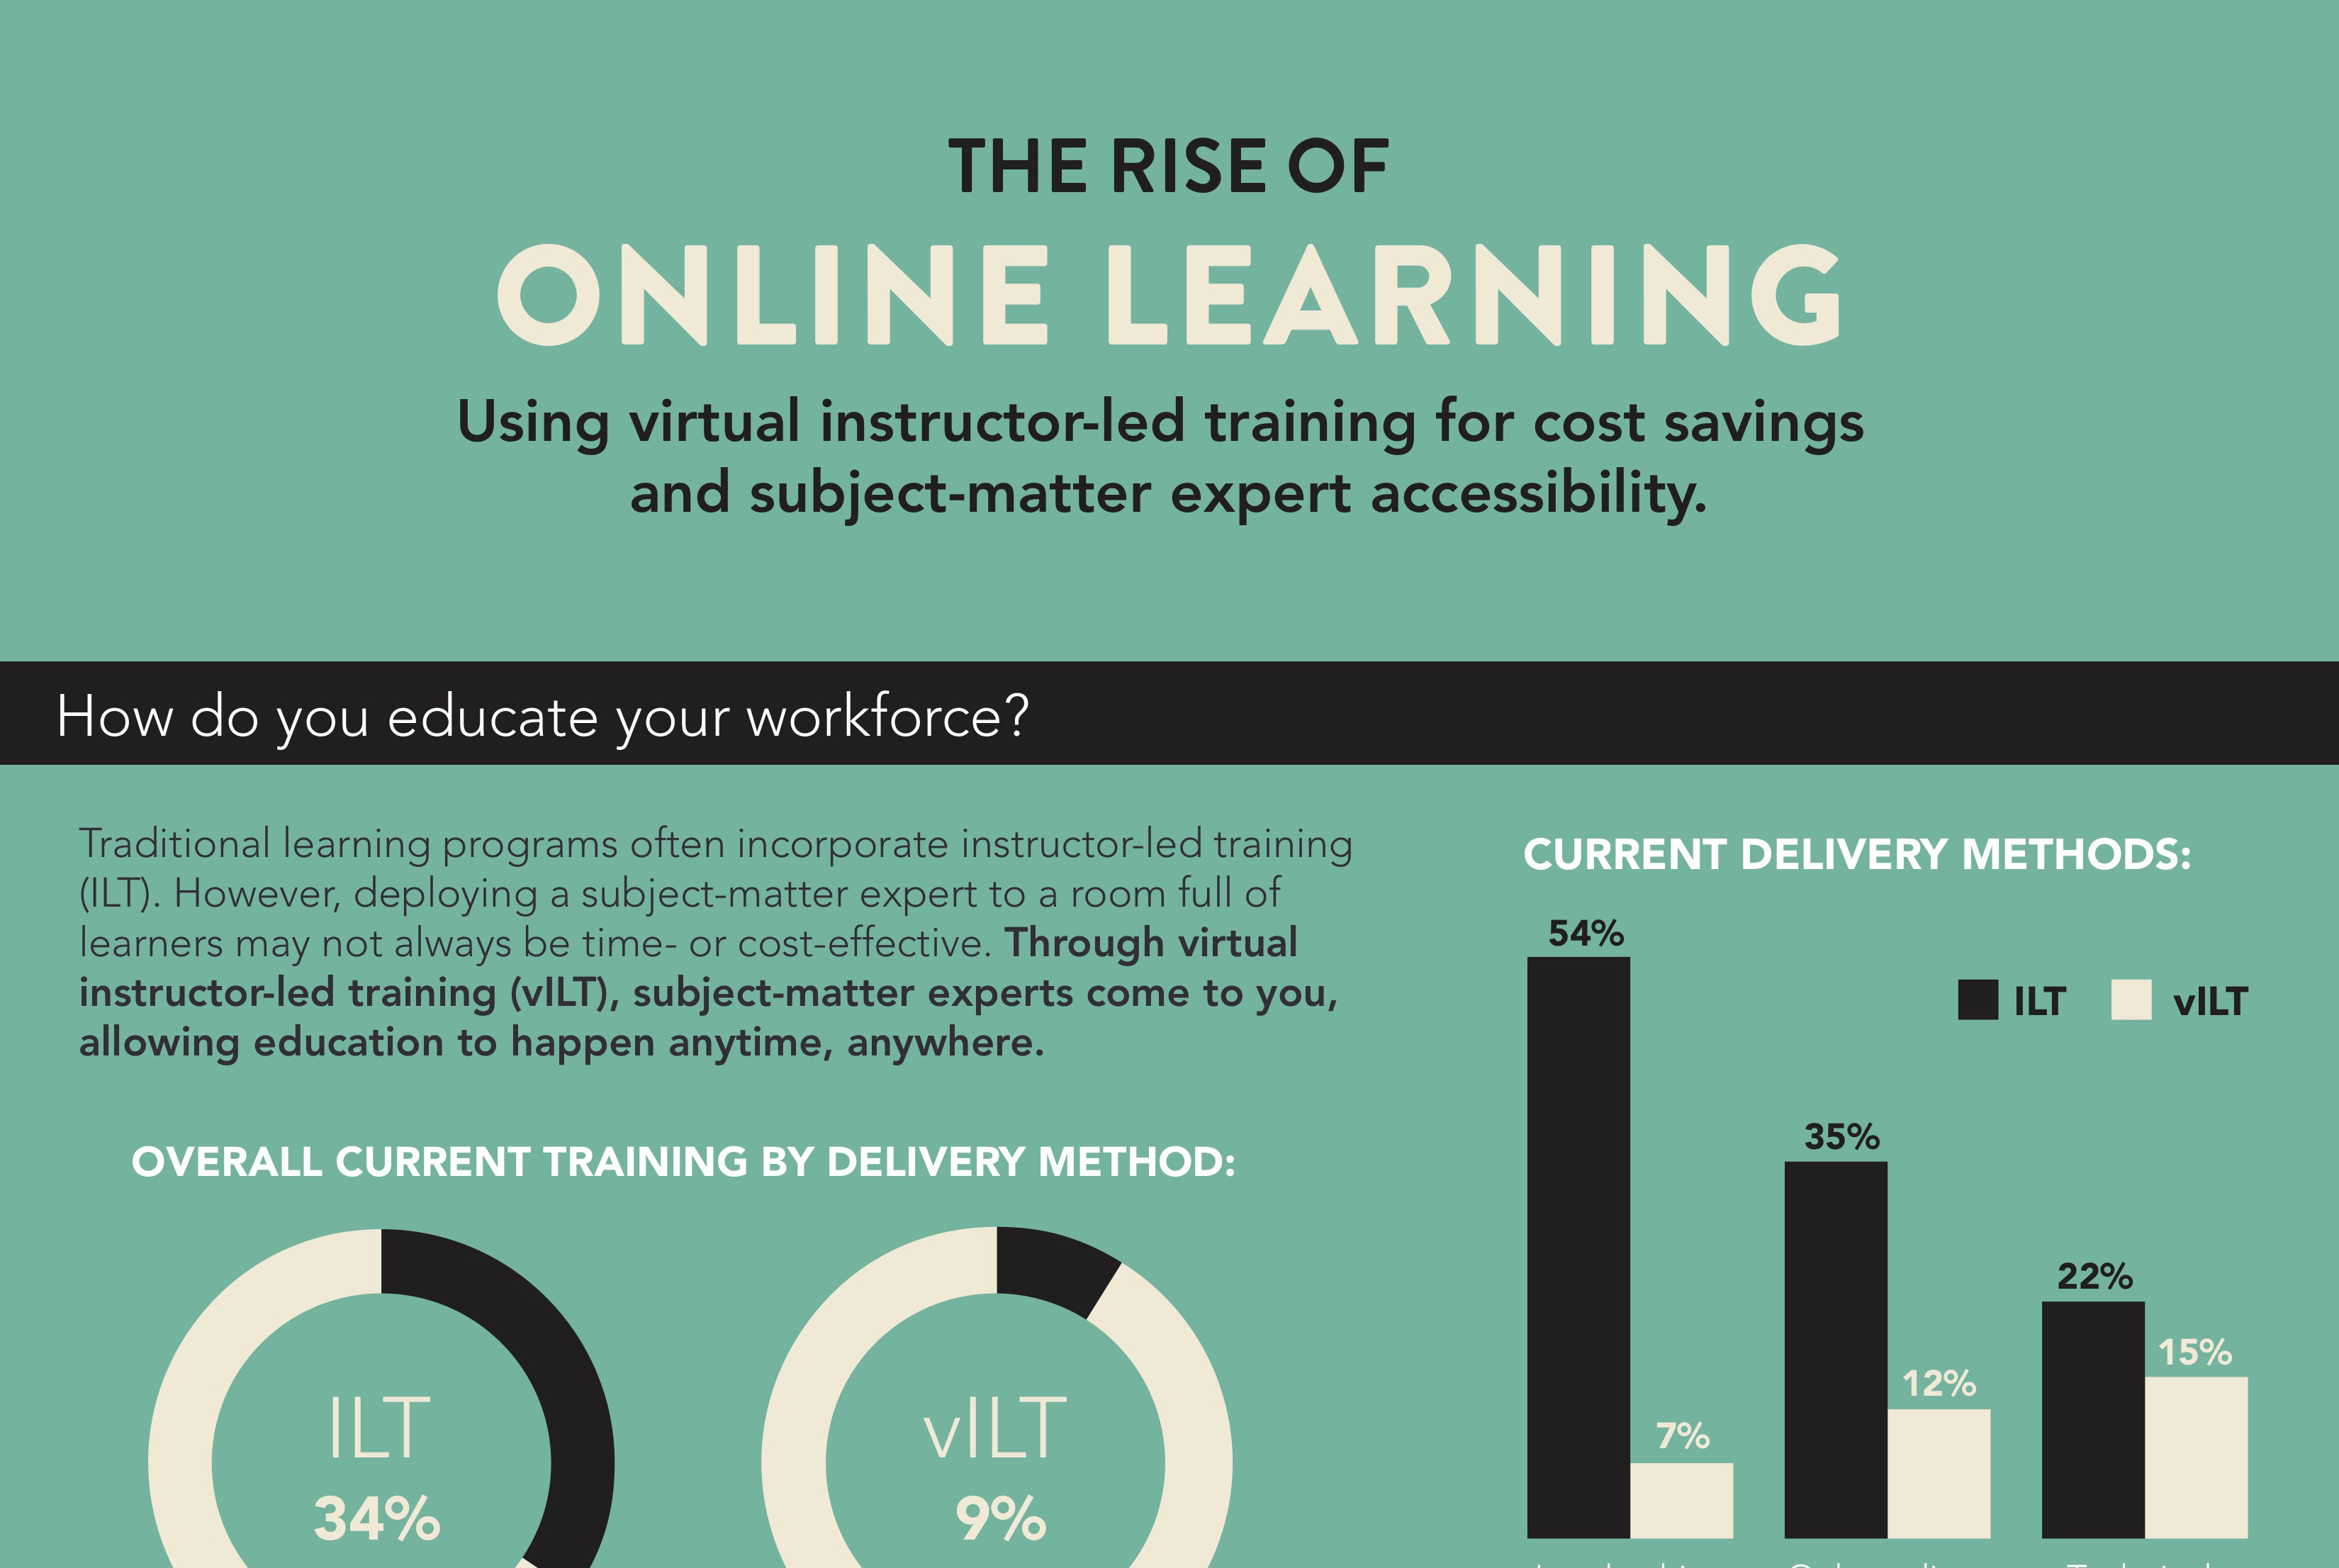 THE RISE OF
ONLINE LEARNING
Using virtual instructor-led training for cost savings
and subject-matter expert accessibility.
How do you educate your workforce?
Traditional learning programs often incorporate instructor-led training
(ILT). However, deploying a subject-matter expert to a room full of
learners may not always be time- or cost-effective. Through virtual
instructor-led training (vILT), subject-matter experts come to you,
allowing education to happen anytime, anywhere.
OVERALL CURRENT TRAINING BY DELIVERY METHOD:
ILT
34%
vILT
9%
CURRENT DELIVERY METHODS:
ILT
vILT
54%
7%
35%
12%
22%
15%